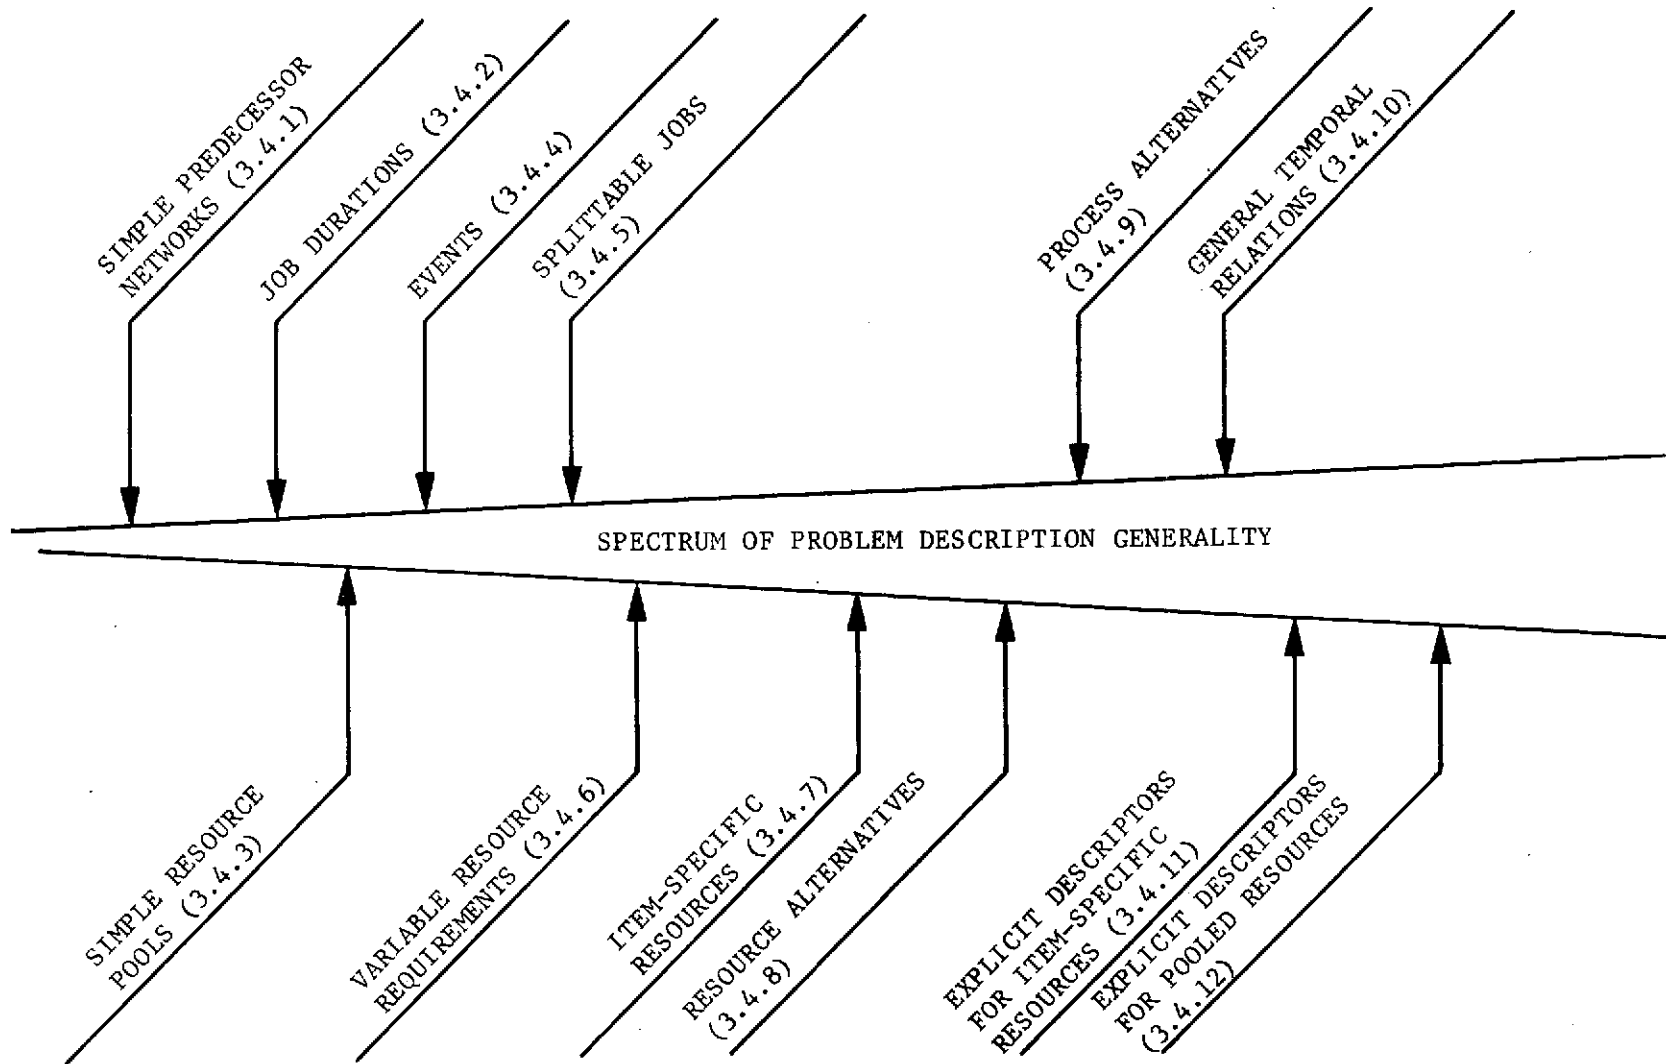 SIMPLE PREDECESSOR
NETWORKS (3.4.1)
JOB DURATIONS (3.4.2)
EVENTS (3.4.4)
SPLITTABLE JOBS
(3.4.5)
PROCESS ALTERNATIVES
(3.4.9)
GENERAL TEMPORAL
RELATIONS (3.4.10)
SPECTRUM OF PROBLEM DESCRIPTION GENERALITY
SIMPLE RESOURCE
POOLS (3.4.3)
VARIABLE RESOURCE
REQUIREMENTS (3.4.6)
ITEM-SPECIFIC
RESOURCES (3.4.7)
RESOURCE ALTERNATIVES
(3.4.8)
EXPLICIT DESCRIPTORS
FOR ITEM-SPECIFIC
RESOURCES (3.4.11)
EXPLICIT DESCRIPTORS
FOR POOLED RESOURCES
(3.4.12)